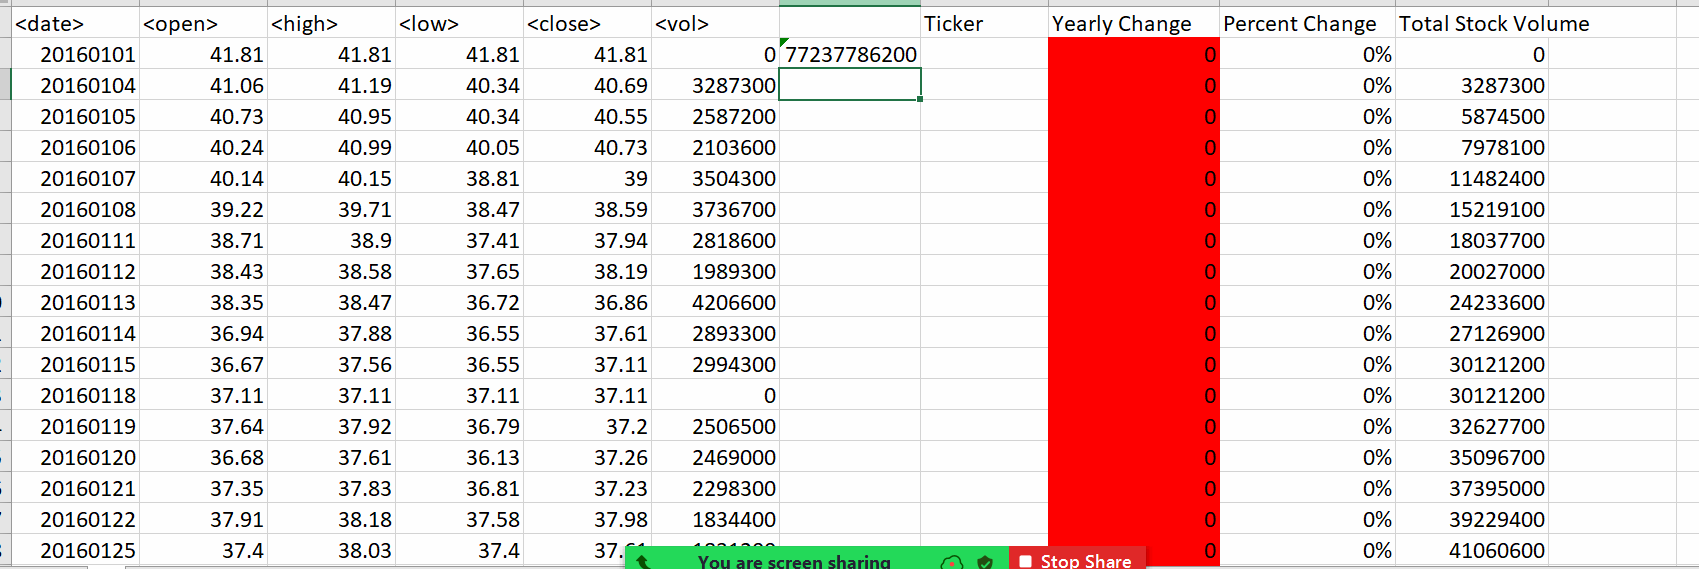 <date> <open> <high> <low> <close> <vol> Ticker Yearly Change Percent Change Total Stock Volume
20160101 41.81 41.81 41.81 41.81 0 77237786200 0 0% 0
20160104 41.06 41.19 40.34 40.69 3287300 0 0% 3287300
20160105 40.73 40.95 40.34 40.55 2587200 0 0% 5874500
20160106 40.24 40.99 40.05 40.73 2103600 0 0% 7978100
20160107 40.14 40.15 38.81 39 3504300 0 0% 11482400
20160108 39.22 39.71 38.47 38.59 3736700 0 0% 15219100
20160111 38.71 38.9 37.41 37.94 2818600 0 0% 18037700
20160112 38.43 38.58 37.65 38.19 1989300 0 0% 20027000
20160113 38.35 38.47 36.72 36.86 4206600 0 0% 24233600
20160114 36.94 37.88 36.55 37.61 2893300 0 0% 27126900
20160115 36.67 37.56 36.55 37.11 2994300 0 0% 30121200
20160118 37.11 37.11 37.11 37.11 0 0 0% 30121200
20160119 37.64 37.92 36.79 37.2 2506500 0 0% 32627700
20160120 36.68 37.61 36.13 37.26 2469000 0 0% 35096700
20160121 37.35 37.83 36.81 37.23 2298300 0 0% 37395000
20160122 37.91 38.18 37.58 37.98 1834400 0 0% 39229400
20160125 37.4 38.03 37.4 0 0% 41060600
You are screen sharing Stop Share